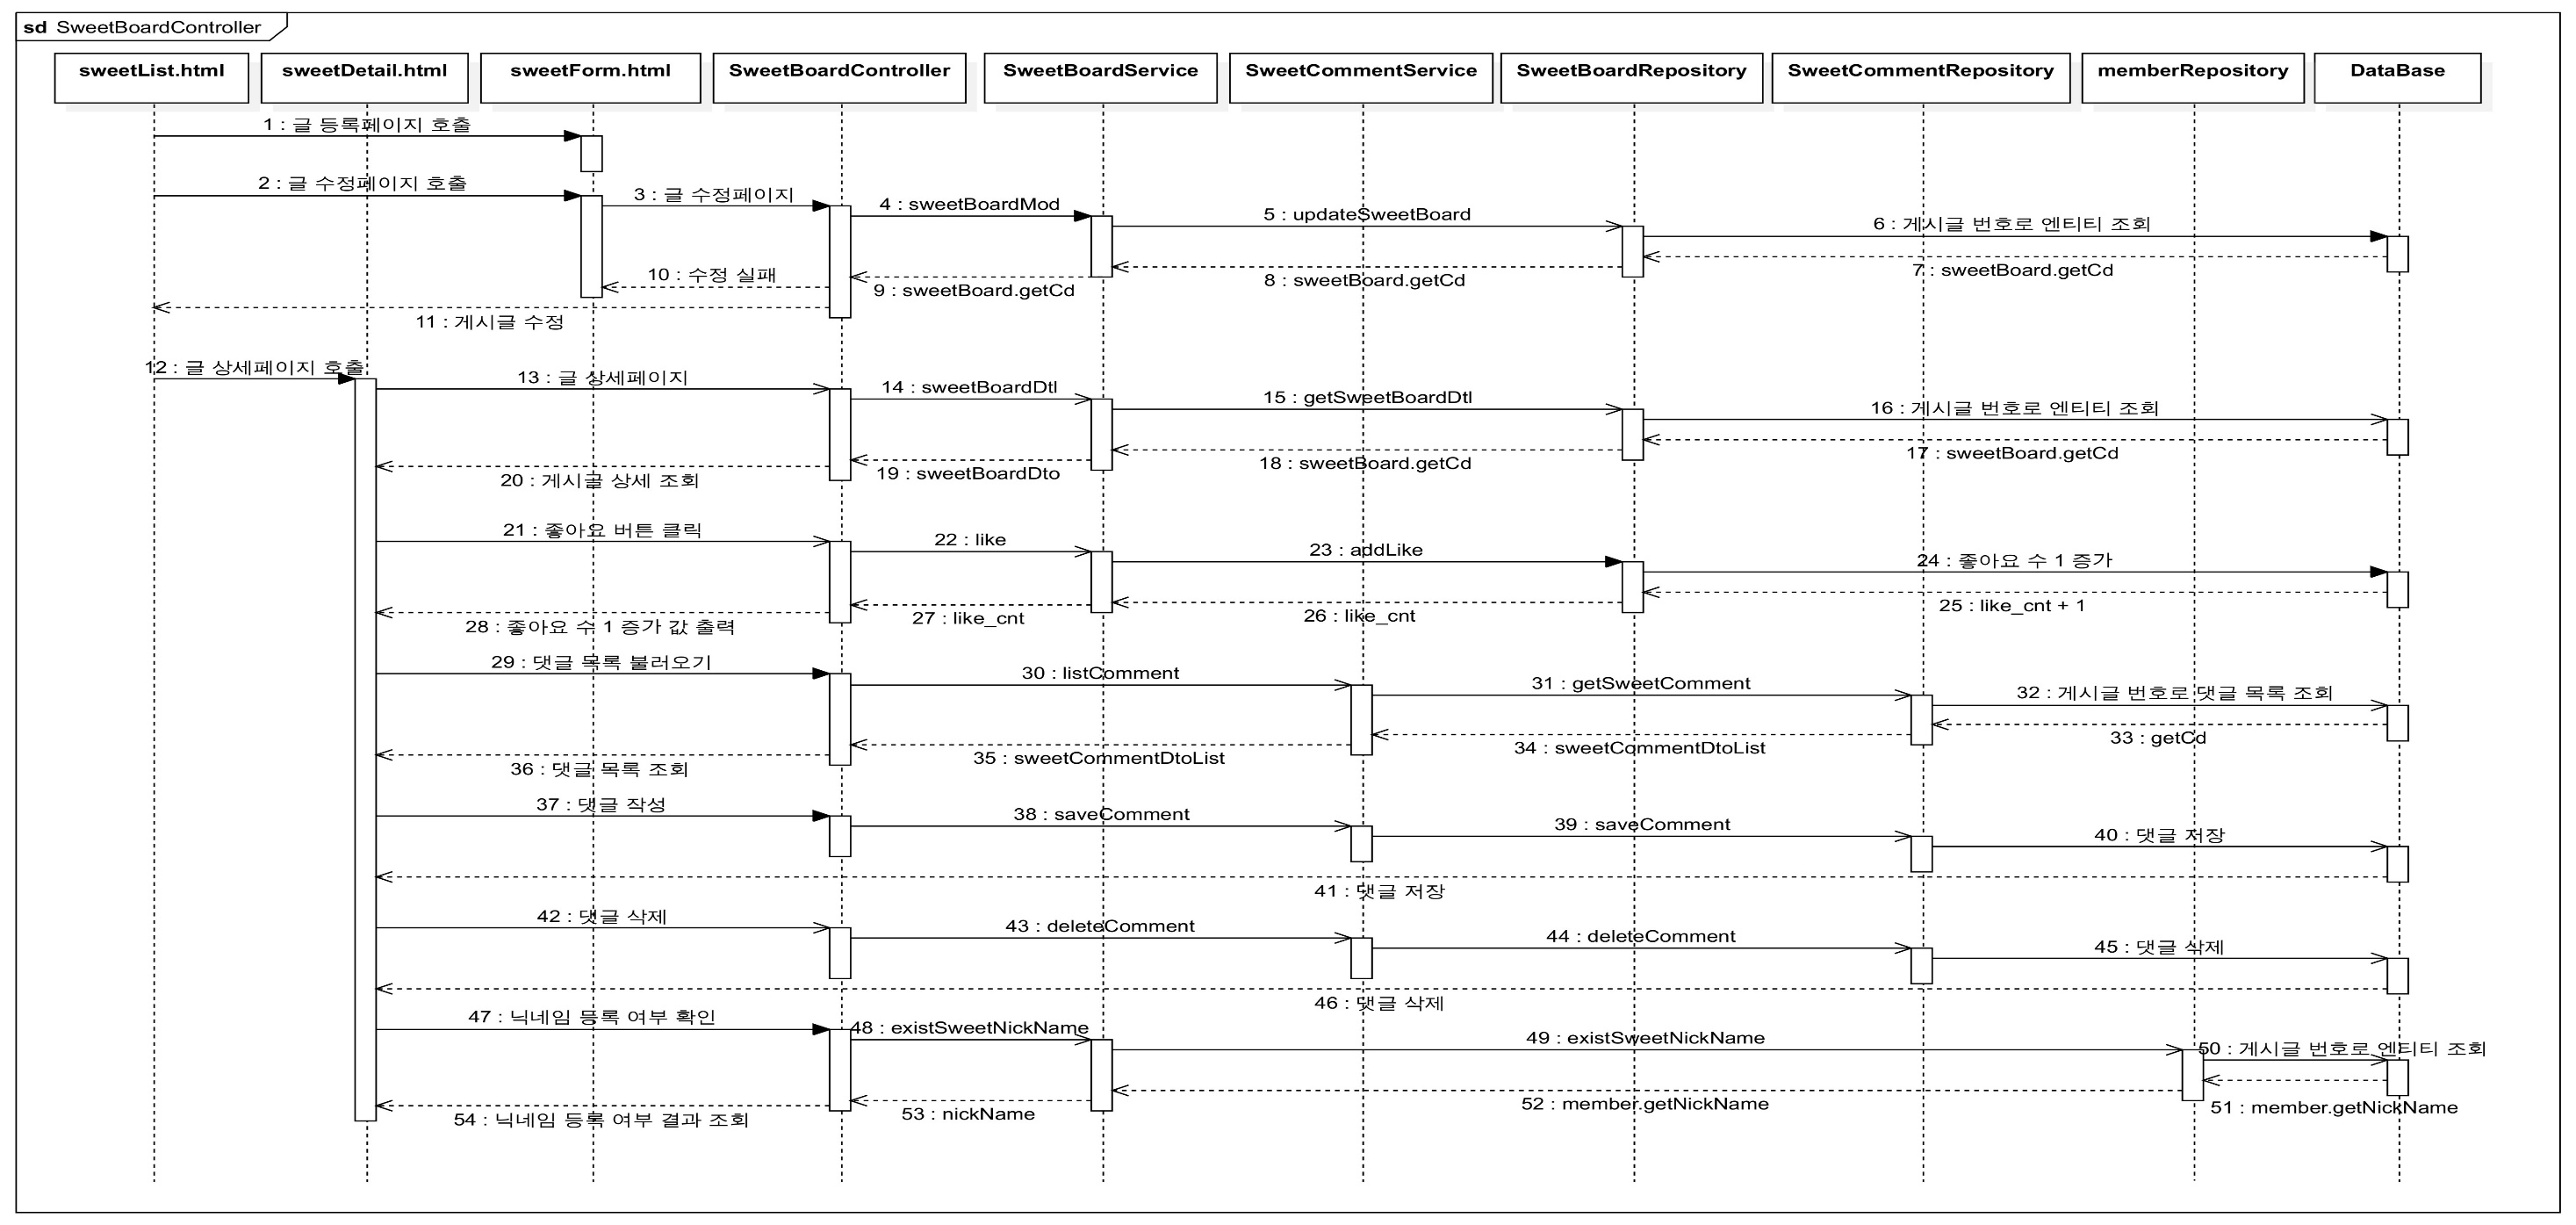 sd SweetBoardController
sweetList.html
sweetDetail.html
sweetForm.html
SweetBoardController
SweetBoardService
SweetCommentService
SweetBoardRepository
SweetCommentRepository
memberRepository
DataBase
1 : 글 등록페이지 호출
2 : 글 수정페이지 호출
3 : 글 수정페이지
4 : sweetBoardMod
5 : updateSweetBoard
6 : 게시글 번호로 엔티티 조회
7 : sweetBoard.getCd
8 : sweetBoard.getCd
9 : sweetBoard.getCd
10 : 수정 실패
11 : 게시글 수정
12 : 글 상세페이지 호출
13 : 글 상세페이지
14 : sweetBoardDtl
15 : getSweetBoardDtl
16 : 게시글 번호로 엔티티 조회
17 : sweetBoard.getCd
18 : sweetBoard.getCd
19 : sweetBoardDto
20 : 게시글 상세 조회
21 : 좋아요 버튼 클릭
22 : like
23 : addLike
24 : 좋아요 수 1 증가
25 : like_cnt + 1
26 : like_cnt
27 : like_cnt
28 : 좋아요 수 1 증가 값 출력
29 : 댓글 목록 불러오기
30 : listComment
31 : getSweetComment
32 : 게시글 번호로 댓글 목록 조회
33 : getCd
34 : sweetCommentDtoList
35 : sweetCommentDtoList
36 : 댓글 목록 조회
37 : 댓글 작성
38 : saveComment
39 : saveComment
40 : 댓글 저장
41 : 댓글 저장
42 : 댓글 삭제
43 : deleteComment
44 : deleteComment
45 : 댓글 삭제
46 : 댓글 삭제
47 : 닉네임 등록 여부 확인
48 : existSweetNickName
49 : existSweetNickName
50 : 게시글 번호로 엔티티 조회
51 : member.getNickName
52 : member.getNickName
53 : nickName
54 : 닉네임 등록 여부 결과 조회